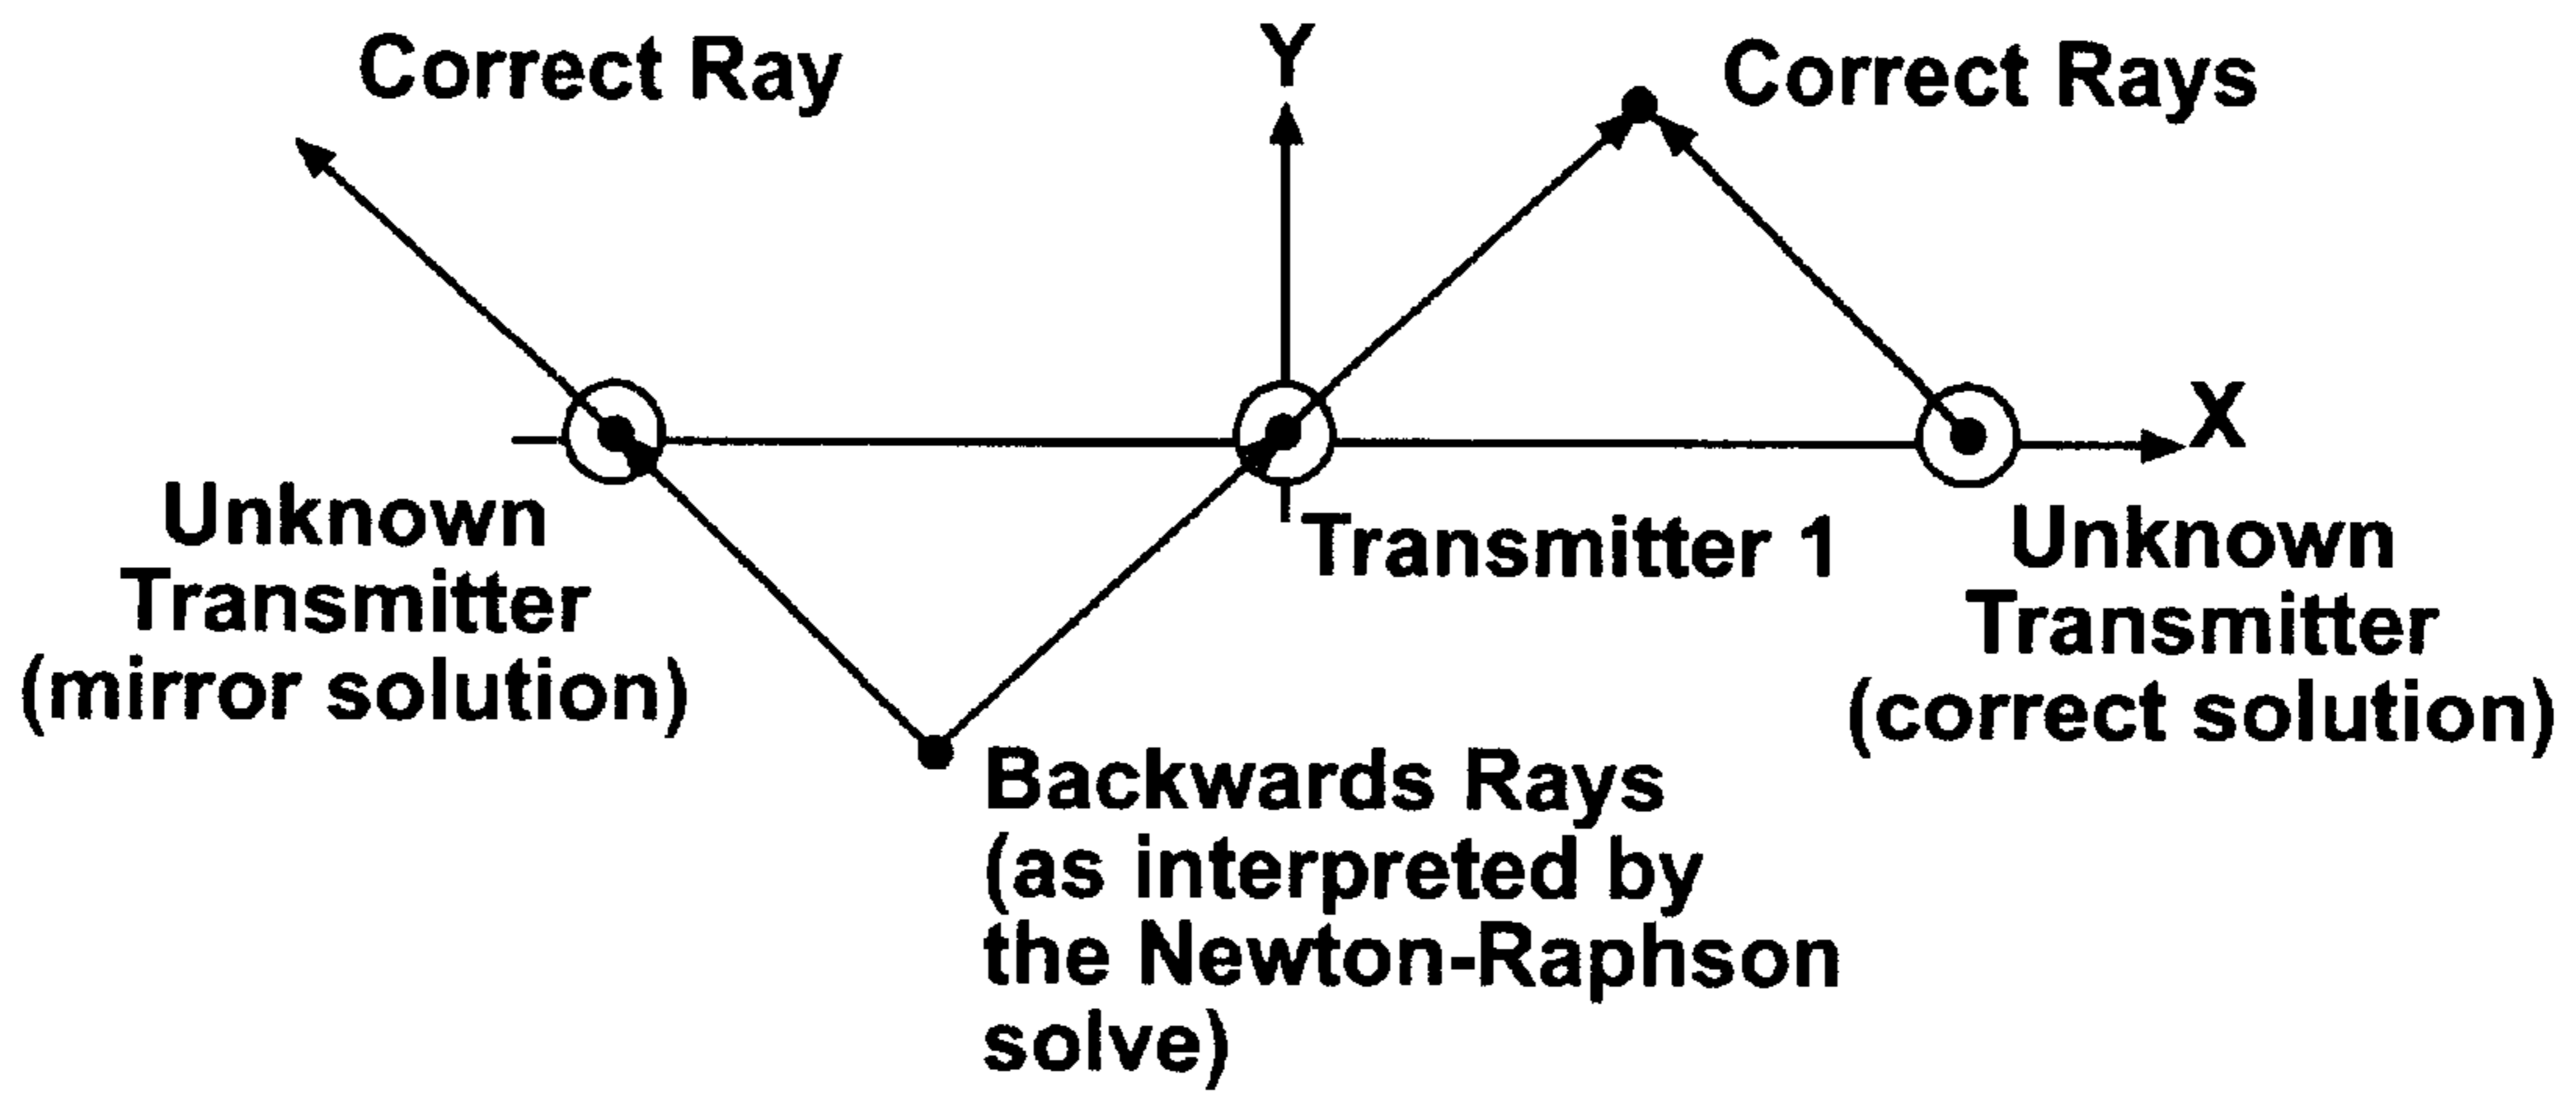 Correct Ray
Y
Correct Rays
X
Unknown
Transmitter
(mirror solution)
Transmitter 1
Unknown
Transmitter
(correct solution)
Backwards Rays
(as interpreted by
the Newton-Raphson
solve)